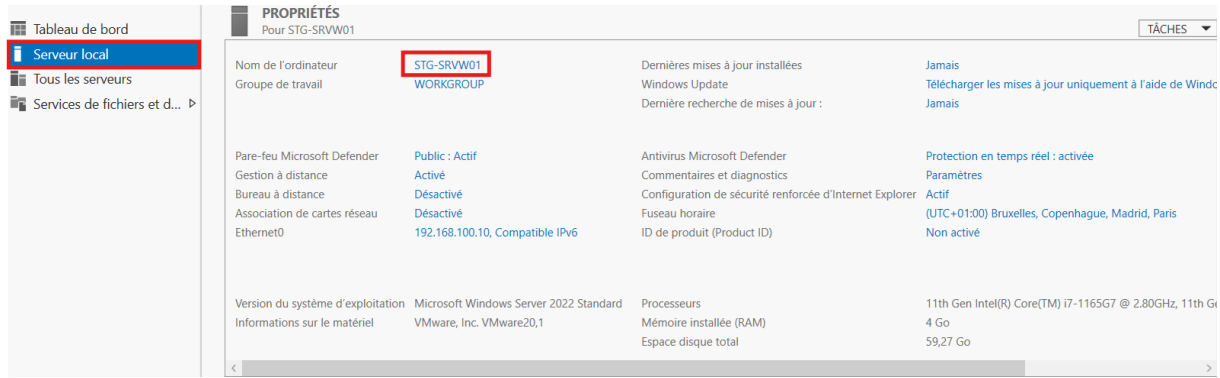 Tableau de bord
Serveur local
Tous les serveurs
Services de fichiers et d...
PROPRIÉTÉS
Pour STG-SRVW01
TÂCHES
Nom de l'ordinateur STG-SRVW01 Dernières mises à jour installées Jamais
Groupe de travail WORKGROUP Windows Update Télécharger les mises à jour uniquement à l'aide de
Dernière recherche de mises à jour : Jamais
Pare-feu Microsoft Defender Public : Actif Antivirus Microsoft Defender Protection en temps réel : activée
Gestion à distance Activé Commentaires et diagnostics Paramètres
Bureau à distance Désactivé Configuration de sécurité renforcée d'Internet Explorer Actif
Association de cartes réseau Désactivé Fuseau horaire (UTC+01:00) Bruxelles, Copenhague, Madrid, Paris
Ethernet0 192.168.100.10, Compatible IPv6 ID de produit (Product ID) Non activé
Version du système d'exploitation Microsoft Windows Server 2022 Standard Processeurs 11th Gen Intel(R) Core(TM) i7-1165G7 @ 2.80GHz, 11th
Informations sur le matériel VMware, Inc. VMware20,1 Mémoire installée (RAM) 4 Go
Espace disque total 59,27 Go